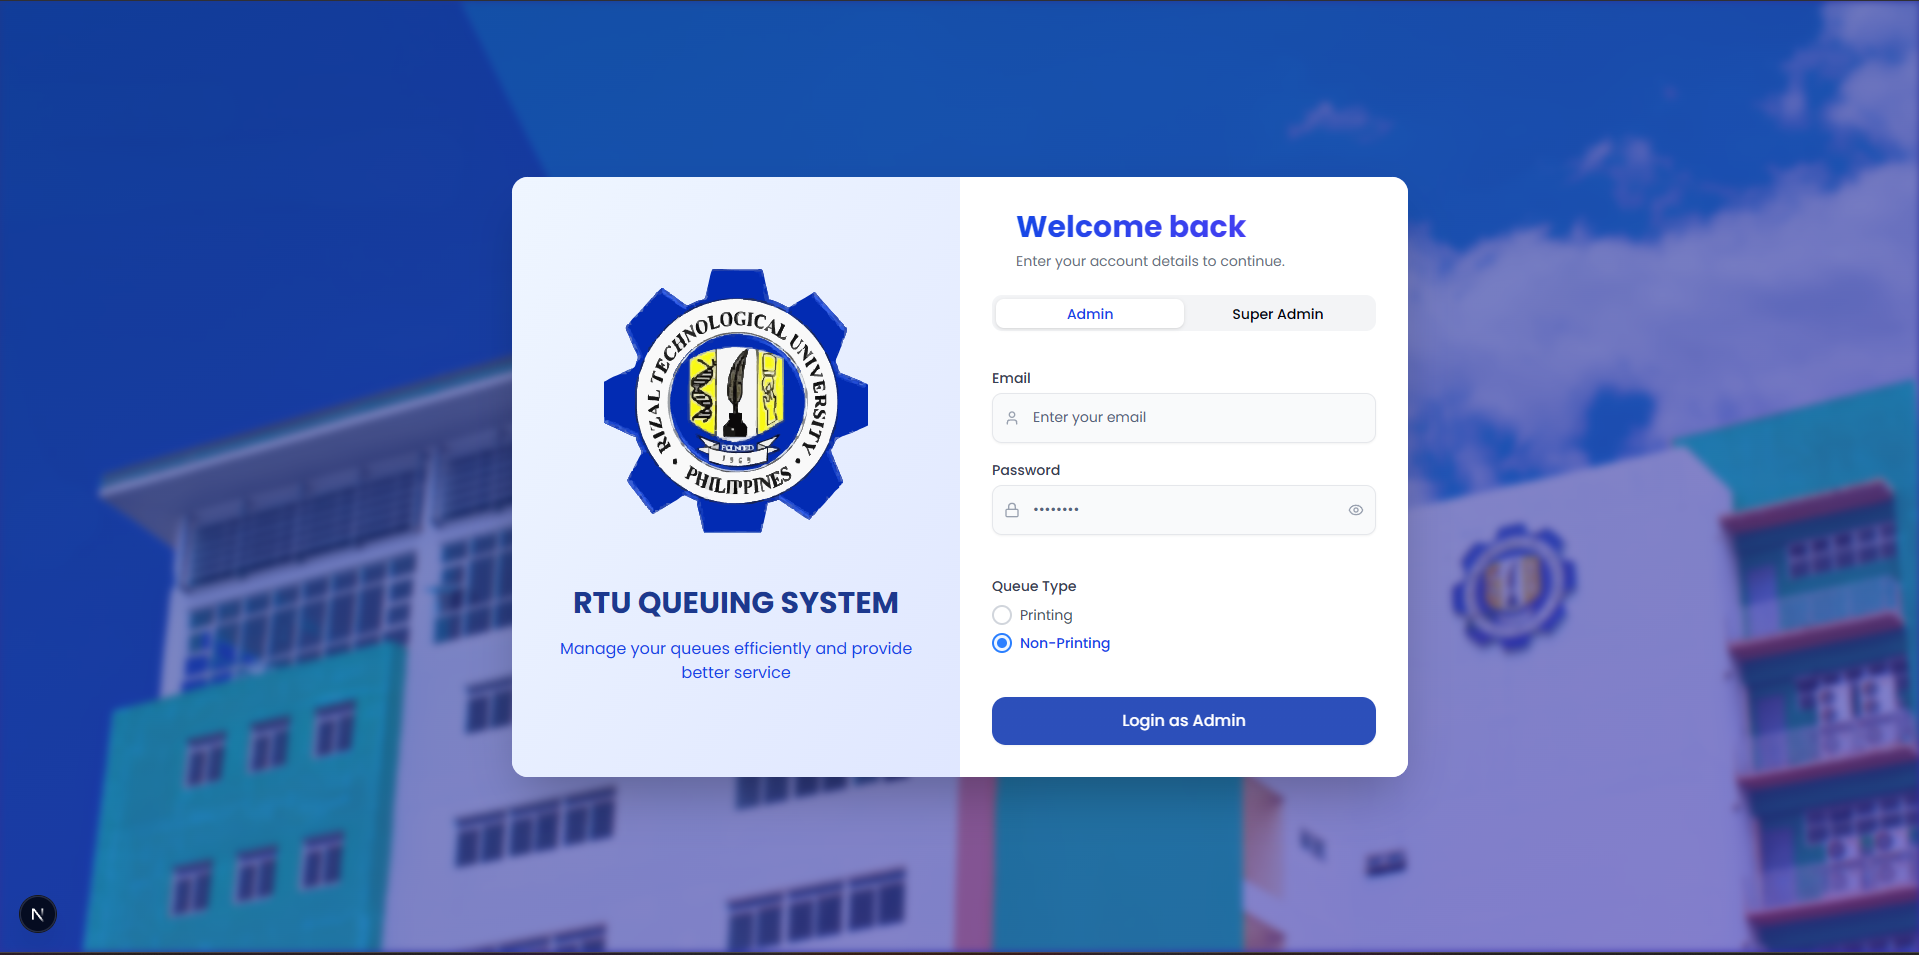 RIZAL TECHNOLOGICAL UNIVERSITY
FOUNDED
1969
• PHILIPPINES •
RTU QUEUING SYSTEM
Manage your queues efficiently and provide
better service
Welcome back
Enter your account details to continue.
Admin
Super Admin
Email
Enter your email
Password
••••••••
Queue Type
Printing
Non-Printing
Login as Admin
N